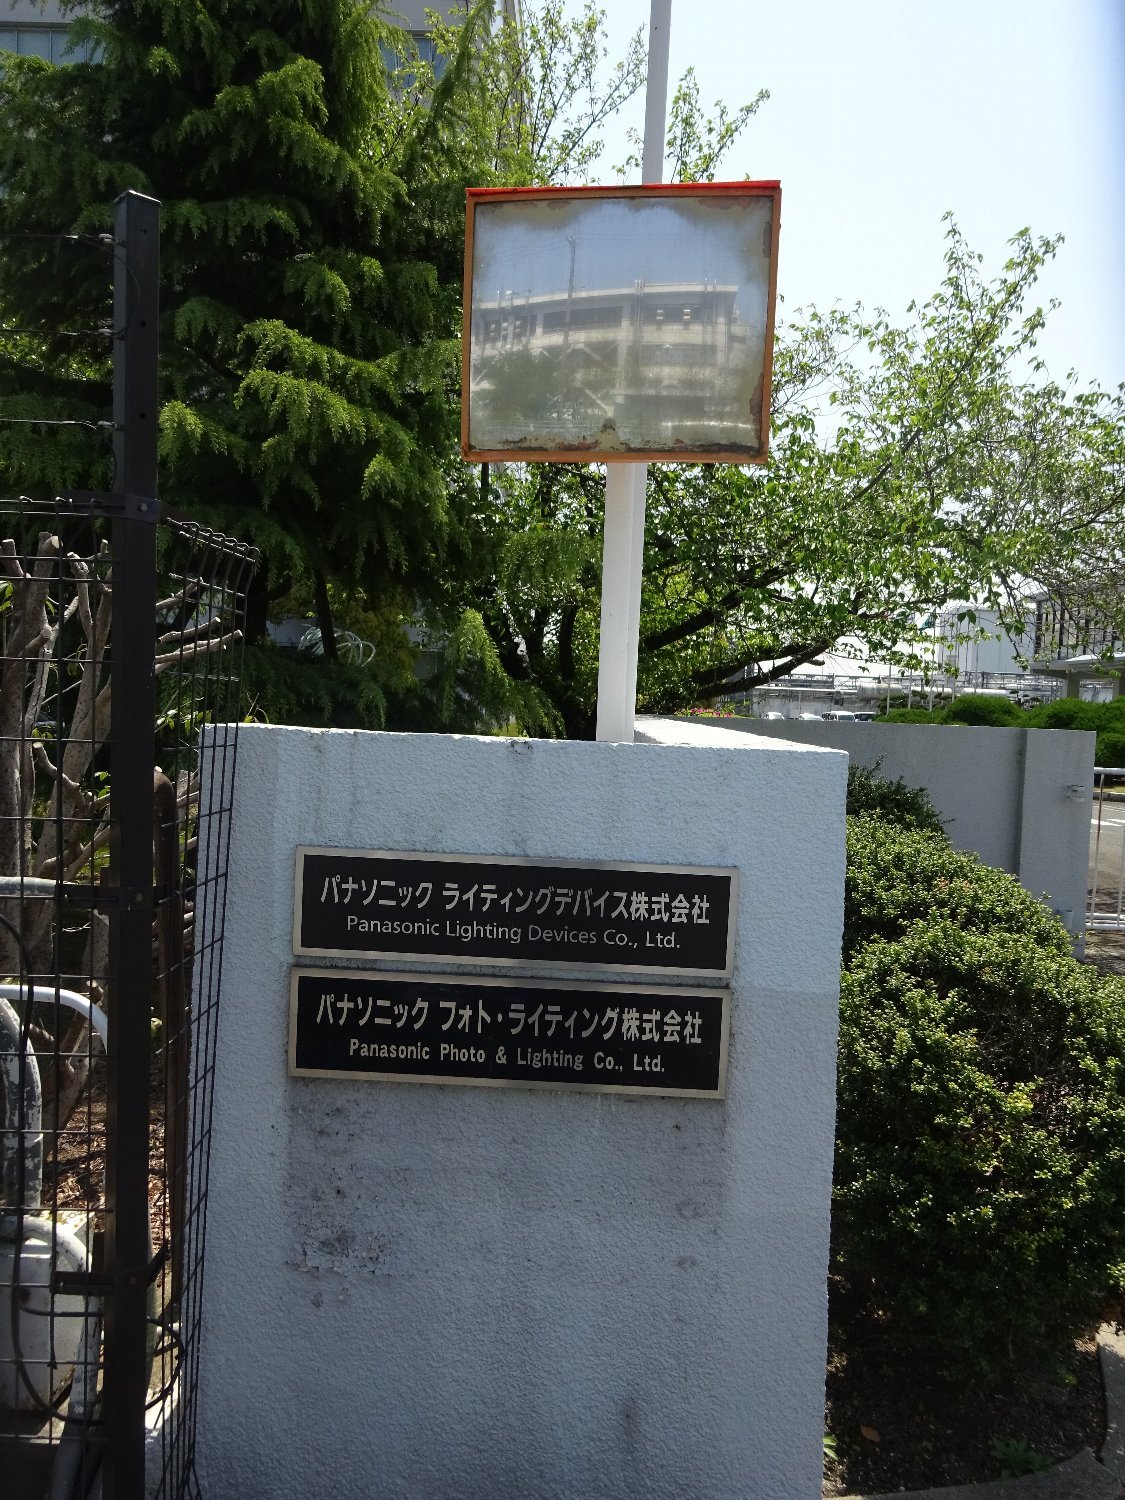 パナソニック ライティングデバイス株式会社
Panasonic Lighting Devices Co., Ltd.
パナソニック フォト・ライティング株式会社
Panasonic Photo & Lighting Co., Ltd.